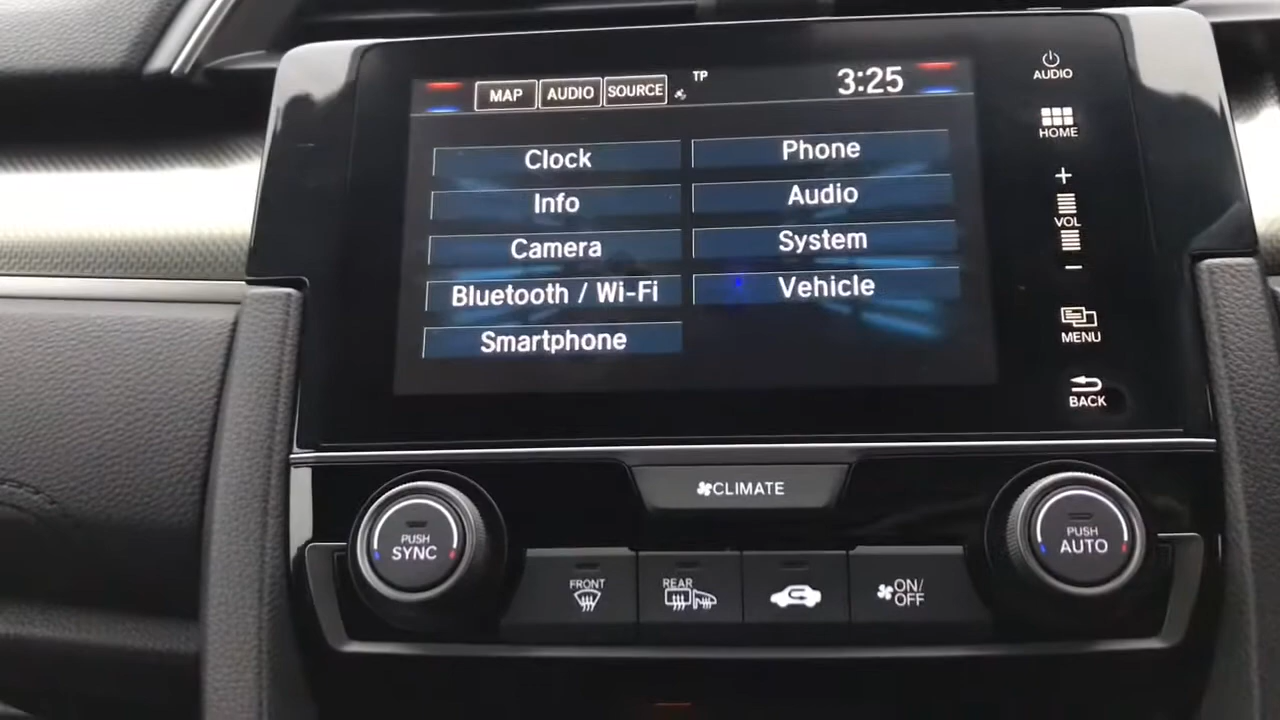 MAP AUDIO SOURCE TP 3:25
Clock
Phone
Info
Audio
Camera
System
Bluetooth / Wi-Fi
Vehicle
Smartphone
AUDIO
HOME
+
VOL
−
MENU
BACK
CLIMATE
PUSH
SYNC
FRONT
REAR
ON/
OFF
PUSH
AUTO